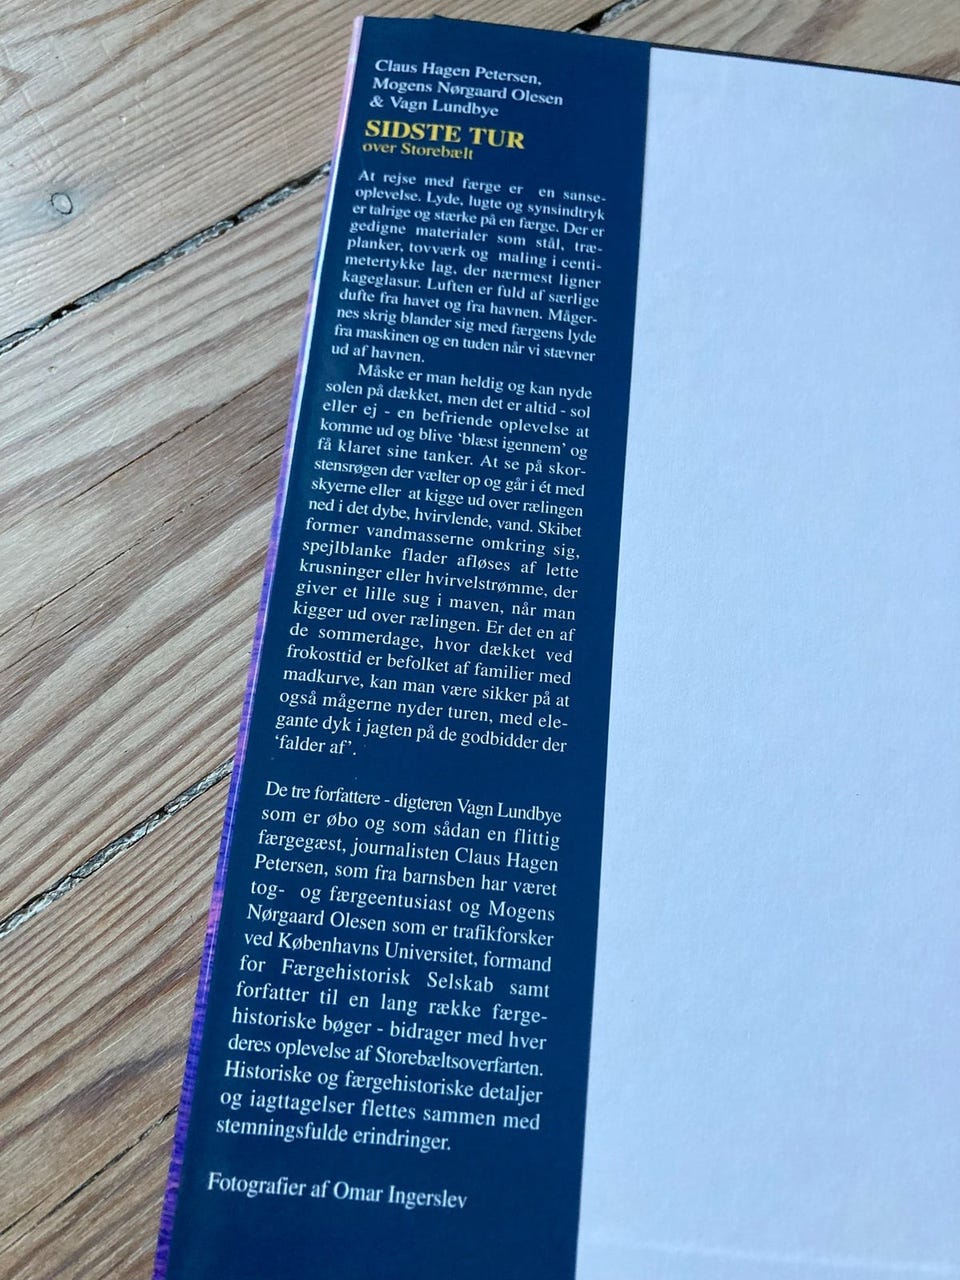 Claus Hagen Petersen,
Mogens Nørgaard Olesen
& Vagn Lundbye
SIDSTE TUR
over Storebælt
At rejse med færge er en sanse-
oplevelse. Lyde, lugte og synsindtryk
er talrige og stærke på en færge. Der er
gedigne materialer som stål, træ-
planker, tovværk og maling i centi-
metertykke lag, der nærmest ligner
kageglasur. Luften er fuld af særlige
dufte fra havet og fra havnen. Måger-
nes skrig blander sig med færgens lyde
fra maskinen og en tuden når vi stævner
ud af havnen.
Måske er man heldig og kan nyde
solen på dækket, men det er altid - sol
eller ej - en befriende oplevelse at
komme ud og blive ‘blæst igennem’ og
få klaret sine tanker. At se på skor-
stensrøgen der vælter op og går i ét med
skyerne eller at kigge ud over rælingen
ned i det dybe, hvirvlende, vand. Skibet
former vandmasserne omkring sig,
spejlblanke flader afløses af lette
krusninger eller hvirvelstrømme, der
giver et lille sug i maven, når man
kigger ud over rælingen. Er det en af
de sommerdage, hvor dækket ved
frokosttid er befolket af familier med
madkurve, kan man være sikker på at
også mågerne nyder turen, med ele-
gante dyk i jagten på de godbidder der
‘falder af’.
De tre forfattere - digteren Vagn Lundbye
som er øbo og som sådan en flittig
færgegæst, journalisten Claus Hagen
Petersen, som fra barnsben har været
tog- og færgeentusiast og Mogens
Nørgaard Olesen som er trafikforsker
ved Københavns Universitet, formand
for Færgehistorisk Selskab samt
forfatter til en lang række færge-
historiske bøger - bidrager med hver
deres oplevelse af Storebæltsoverfarten.
Historiske og færgehistoriske detaljer
og iagttagelser flettes sammen med
stemningsfulde erindringer.
Fotografier af Omar Ingerslev